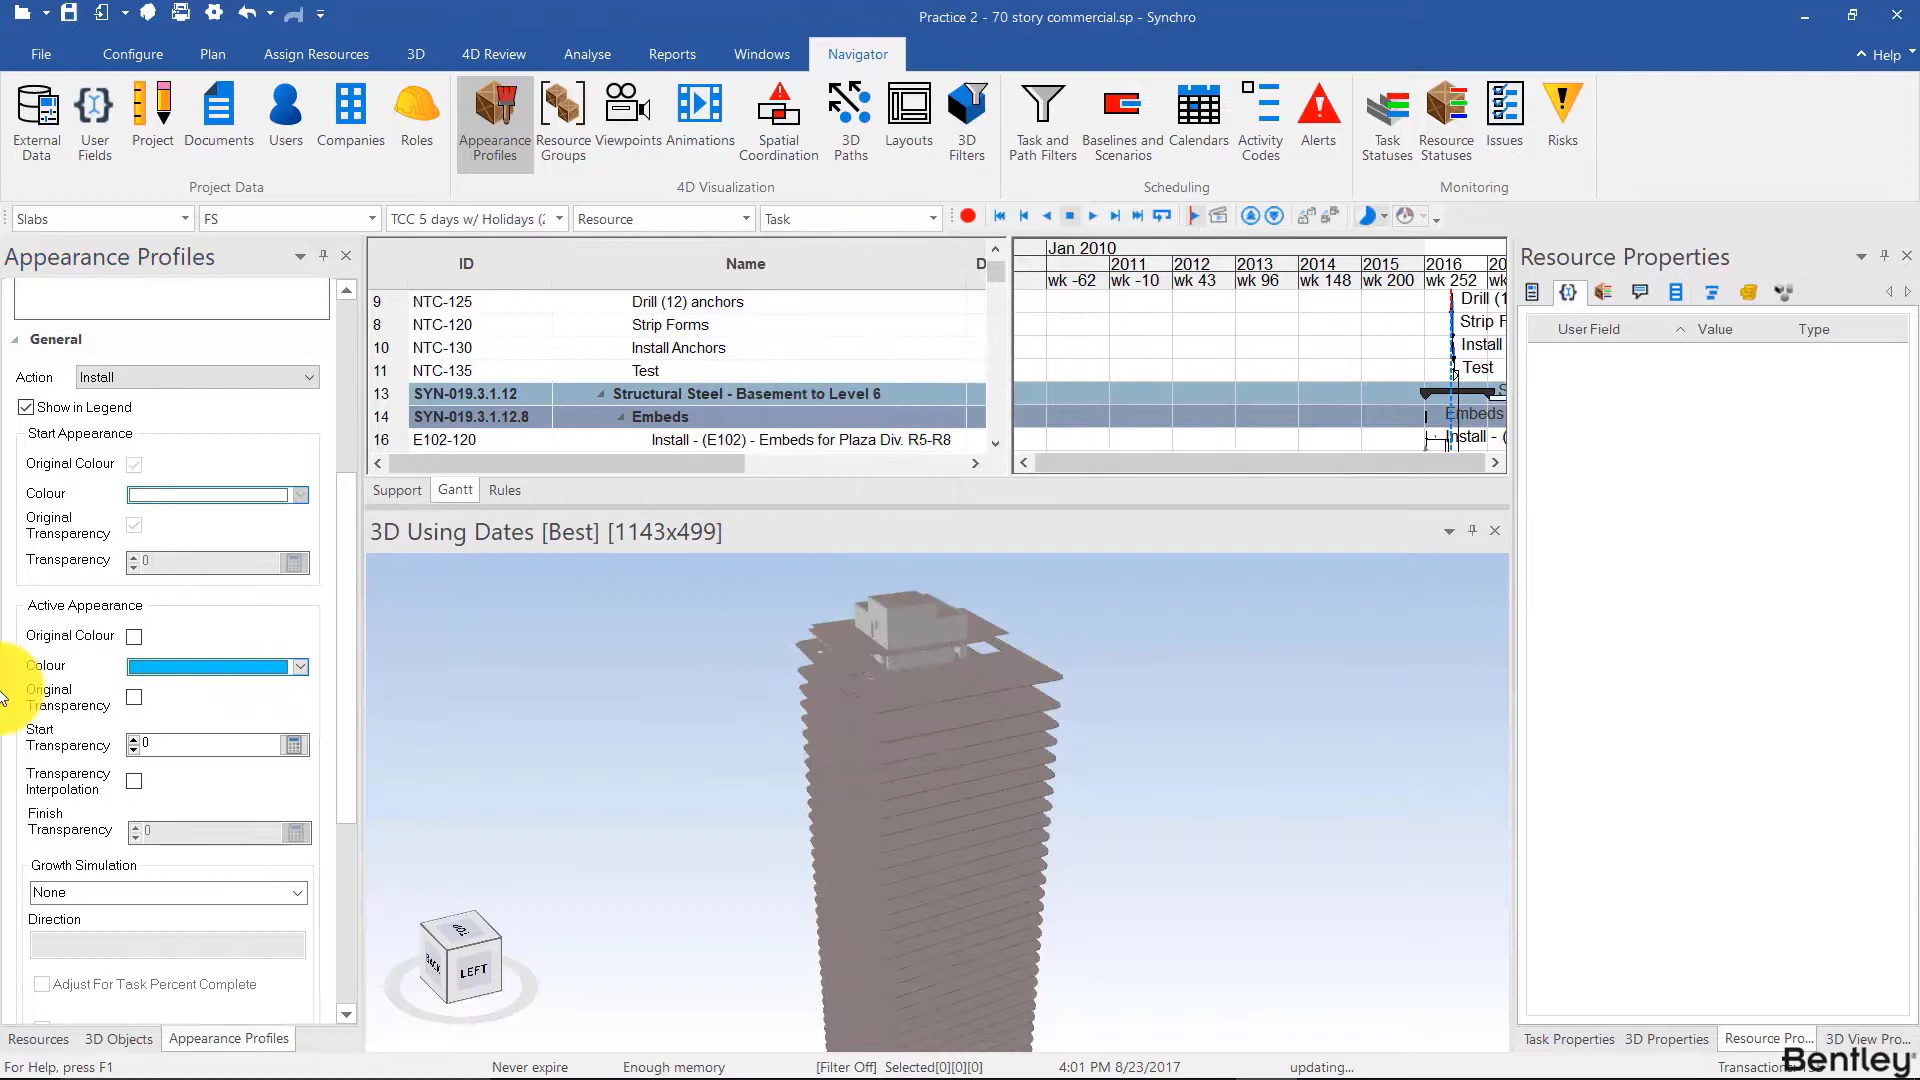 Practice 2 - 70 story commercial.sp - Synchro
File Configure Plan Assign Resources 3D 4D Review Analyse Reports Windows Navigator Help
External Data
User Fields
Project
Documents
Users
Companies
Roles
Appearance Profiles
Resource Groups
Viewpoints
Animations
Spatial Coordination
3D Paths
Layouts
3D Filters
Task and Path Filters
Baselines and Scenarios
Calendars
Activity Codes
Alerts
Task Statuses
Resource Statuses
Issues
Risks
Project Data 4D Visualization Scheduling Monitoring
Slabs FS TCC 5 days w/ Holidays (2 Resource Task
Appearance Profiles
General
Action Install
Show in Legend
Start Appearance
Original Colour
Colour
Original Transparency
Transparency 0
Active Appearance
Original Colour
Colour
Original Transparency
Start Transparency 0
Transparency Interpolation
Finish Transparency 0
Growth Simulation
None
Direction
Adjust For Task Percent Complete
Resources 3D Objects Appearance Profiles
ID Name D
9 NTC-125 Drill (12) anchors
8 NTC-120 Strip Forms
10 NTC-130 Install Anchors
11 NTC-135 Test
13 SYN-019.3.1.12 Structural Steel - Basement to Level 6
14 SYN-019.3.1.12.8 Embeds
16 E102-120 Install - (E102) - Embeds for Plaza Div. R5-R8
Jan 2010
2011 2012 2013 2014 2015 2016 20
wk -62 wk -10 wk 43 wk 96 wk 148 wk 200 wk 252 wk
Drill (1
Strip F
Install
Test
S
Embeds
Install - (
Support Gantt Rules
3D Using Dates [Best] [1143x499]
TOP
BACK
LEFT
Resource Properties
User Field Value Type
Task Properties 3D Properties Resource Pro... 3D View Pro...
For Help, press F1 Never expire Enough memory [Filter Off] Selected[0][0][0] 4:01 PM 8/23/2017 updating...
Bentley